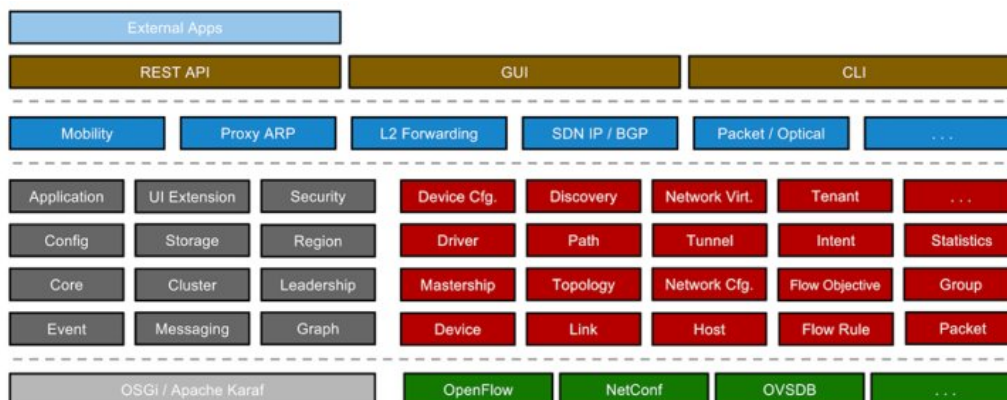 External Apps
REST API GUI CLI
Mobility Proxy ARP L2 Forwarding SDN IP / BGP Packet / Optical . . .
Application UI Extension Security Device Cfg. Discovery Network Virt. Tenant . . .
Config Storage Region Driver Path Tunnel Intent Statistics
Core Cluster Leadership Mastership Topology Network Cfg. Flow Objective Group
Event Messaging Graph Device Link Host Flow Rule Packet
OSGi / Apache Karaf OpenFlow NetConf OVSDB . . .